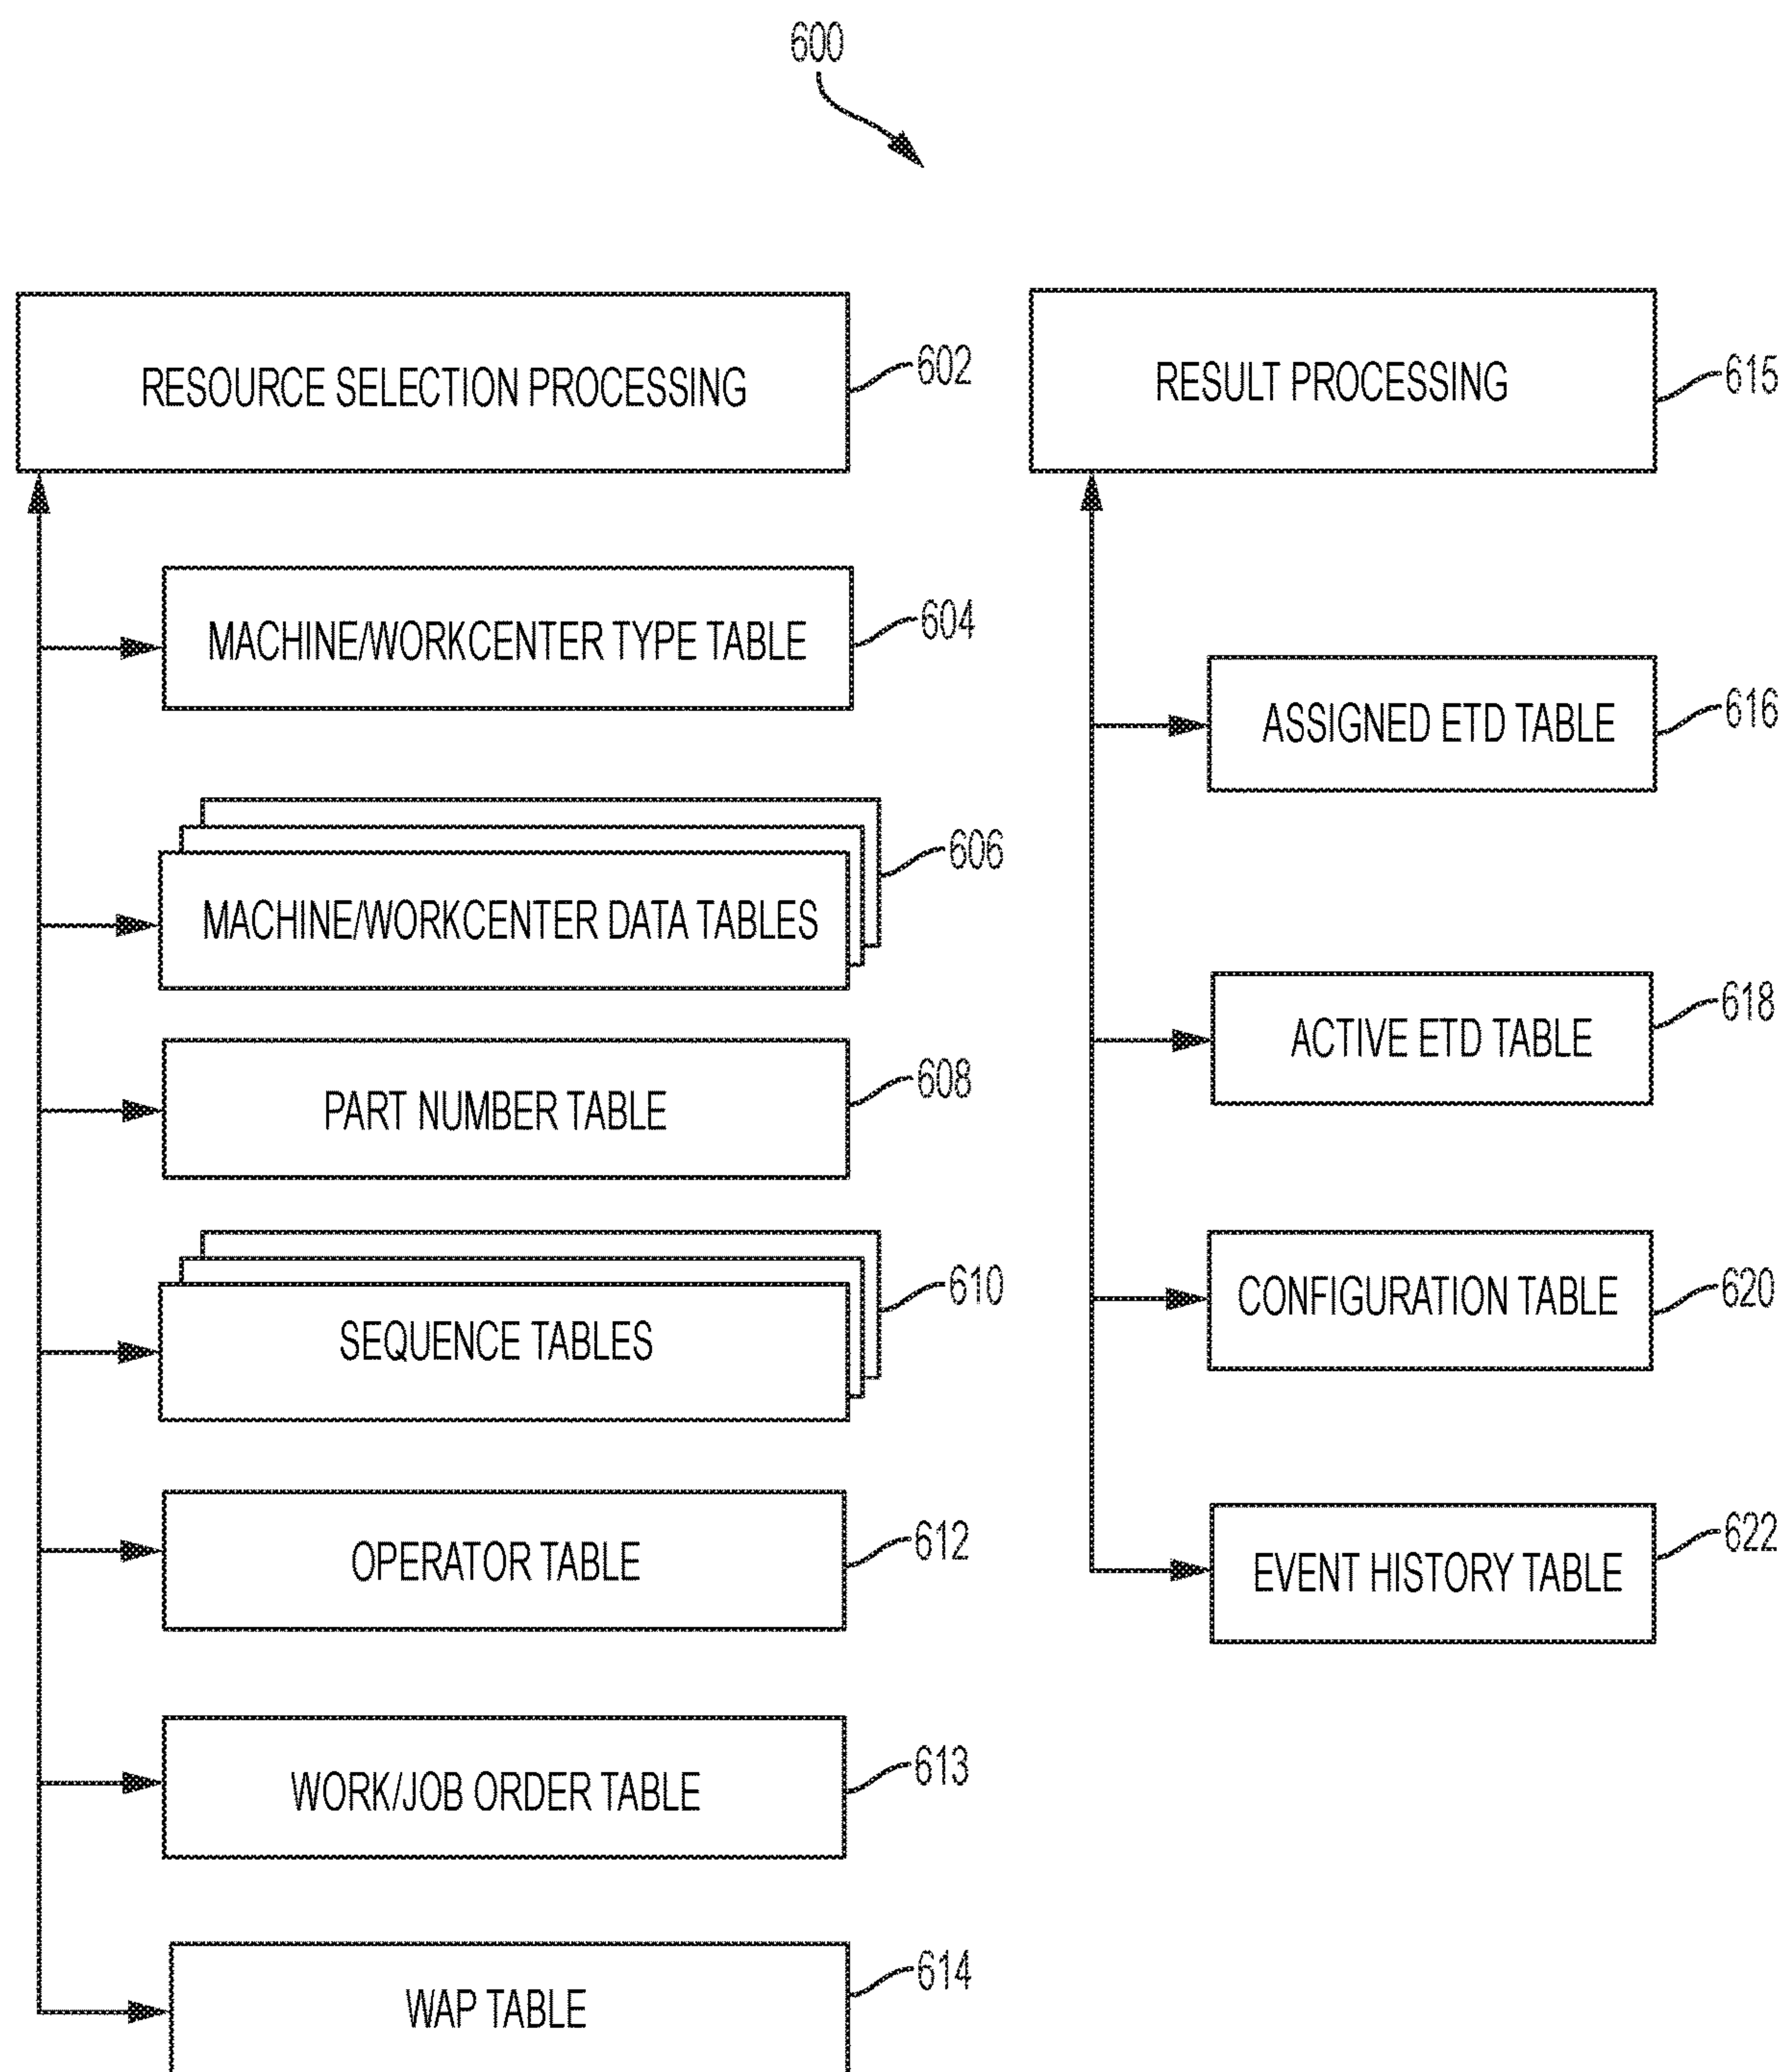 600
RESOURCE SELECTION PROCESSING
602
MACHINE/WORKCENTER TYPE TABLE
604
MACHINE/WORKCENTER DATA TABLES
606
PART NUMBER TABLE
608
SEQUENCE TABLES
610
OPERATOR TABLE
612
WORK/JOB ORDER TABLE
613
WAP TABLE
614
RESULT PROCESSING
615
ASSIGNED ETD TABLE
616
ACTIVE ETD TABLE
618
CONFIGURATION TABLE
620
EVENT HISTORY TABLE
622